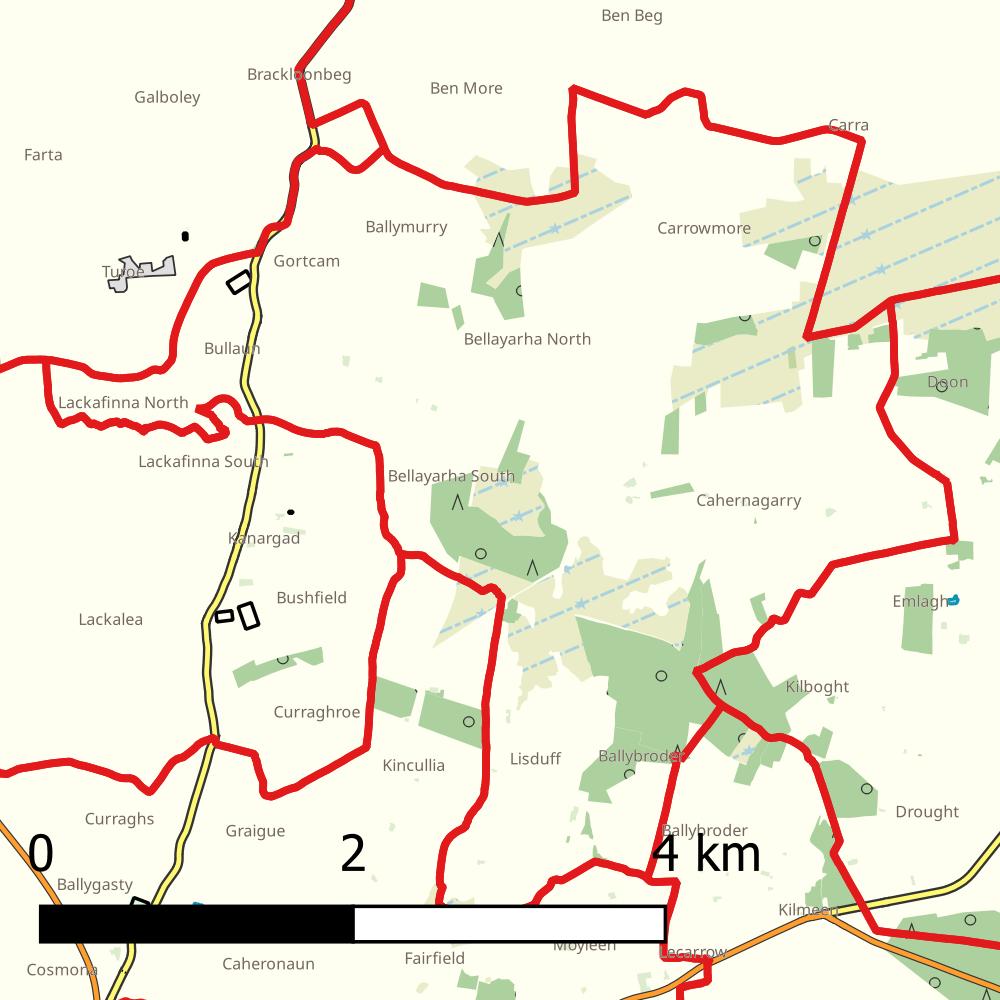 Ben Beg
Brackloonbeg
Ben More
Galboley
Carra
Farta
Ballymurry
Carrowmore
Gortcam
Turoe
Bellayarha North
Bullaun
Doon
Lackafinna North
Lackafinna South
Bellayarha South
Cahernagarry
Kanargad
Bushfield
Emlagh
Lackalea
Kilboght
Curraghroe
Ballybroder
Lisduff
Kincullia
Drought
Curraghs
Graigue
Ballybroder
0 2 4 km
Ballygasty
Kilmeen
Moyleen
Lecarrow
Fairfield
Caheronaun
Cosmona